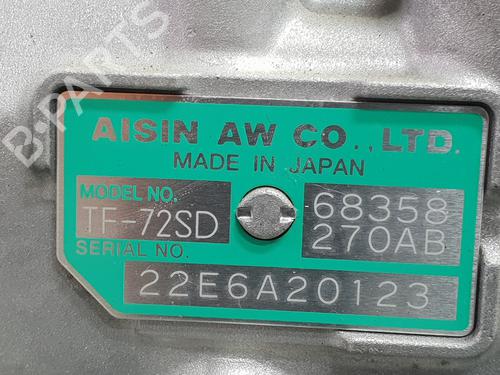 B-PARTS
AISIN AW CO.,LTD.
MADE IN JAPAN
MODEL NO.
TF-72SD
68358
270AB
SERIAL NO.
22E6A20123